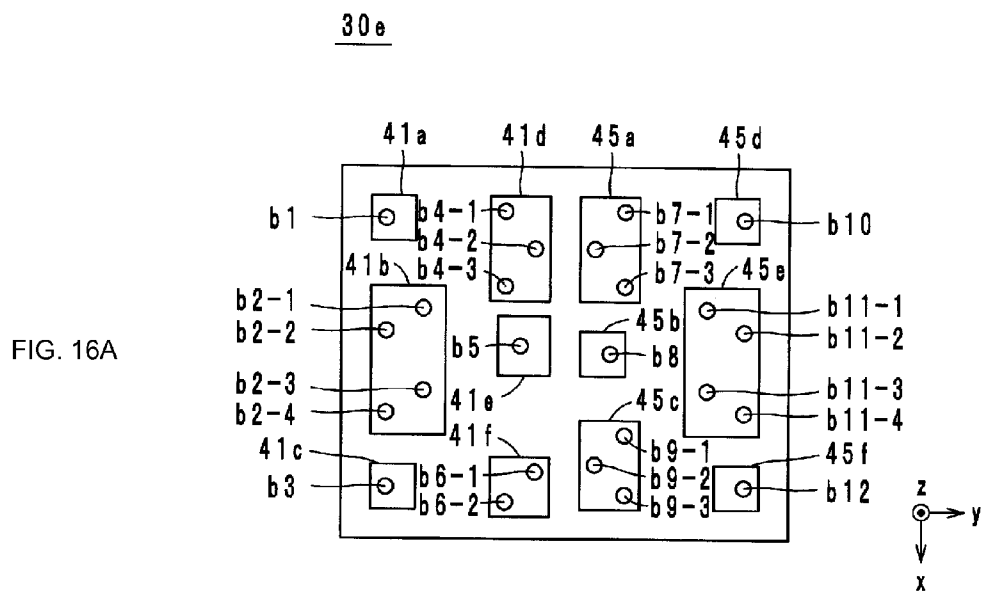 30e
41a 41d 45a 45d
b1 b4-1 b7-1 b10
b4-2 b7-2
41b b4-3 b7-3 45e
b2-1 b11-1
b2-2 45b b11-2
FIG. 16A b5 b8
b2-3 41e 45c b11-3
b2-4 b11-4
41c 41f b9-1 45f
b3 b6-1 b9-2 b12
b6-2 b9-3
z
y
x